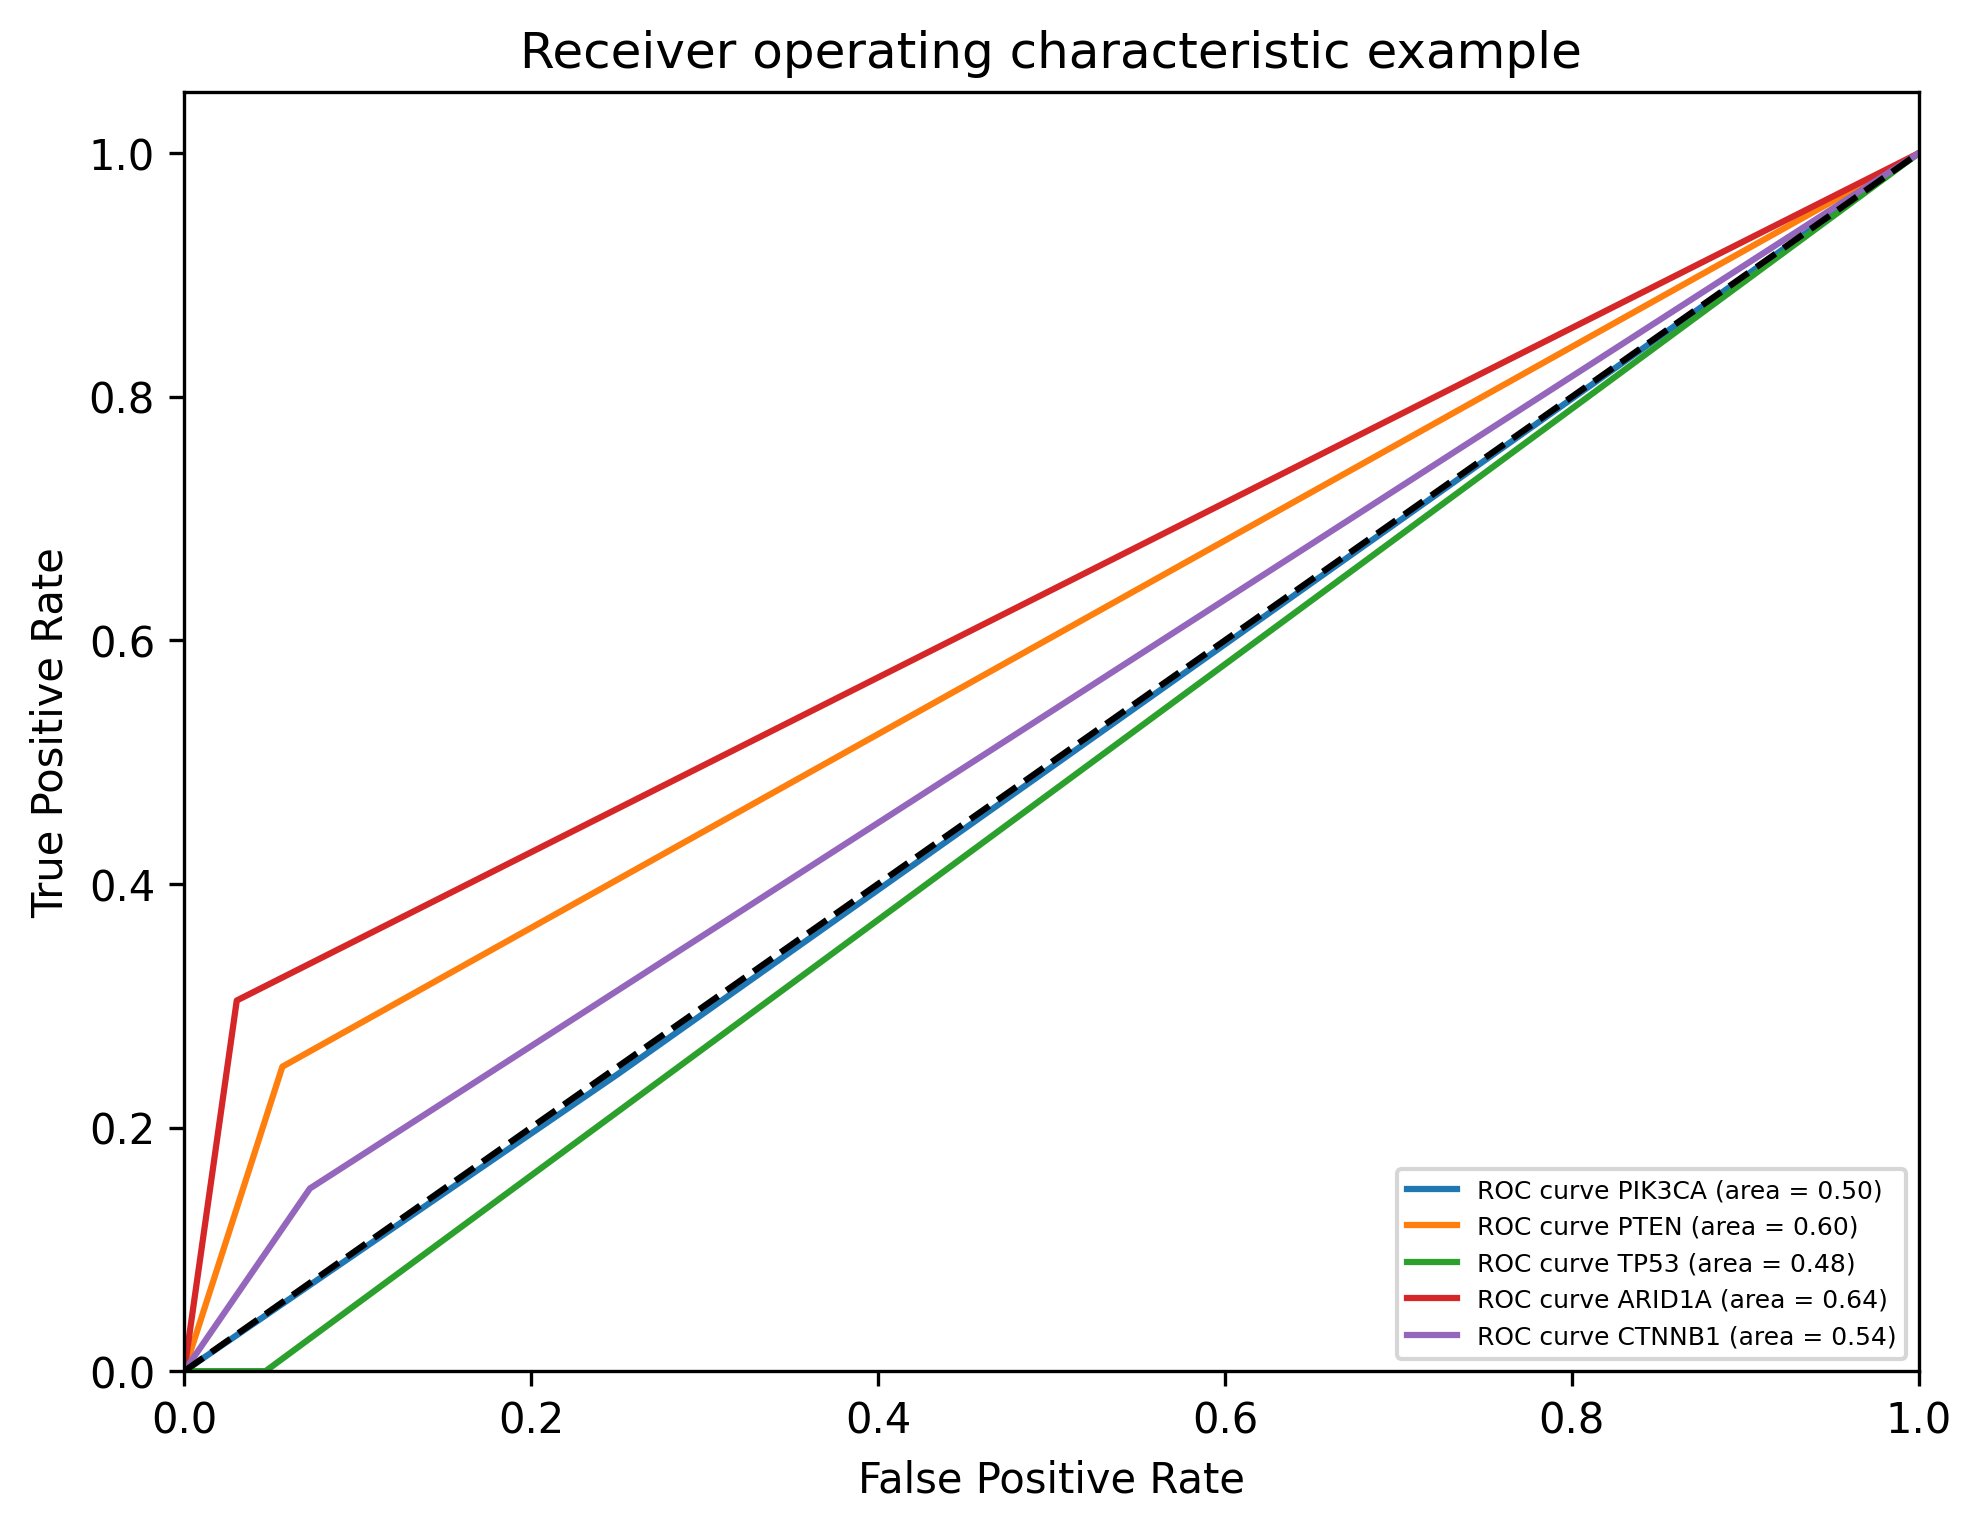 Receiver operating characteristic example
True Positive Rate
1.0
0.8
0.6
0.4
0.2
0.0
ROC curve PIK3CA (area = 0.50)
ROC curve PTEN (area = 0.60)
ROC curve TP53 (area = 0.48)
ROC curve ARID1A (area = 0.64)
ROC curve CTNNB1 (area = 0.54)
0.0 0.2 0.4 0.6 0.8 1.0
False Positive Rate